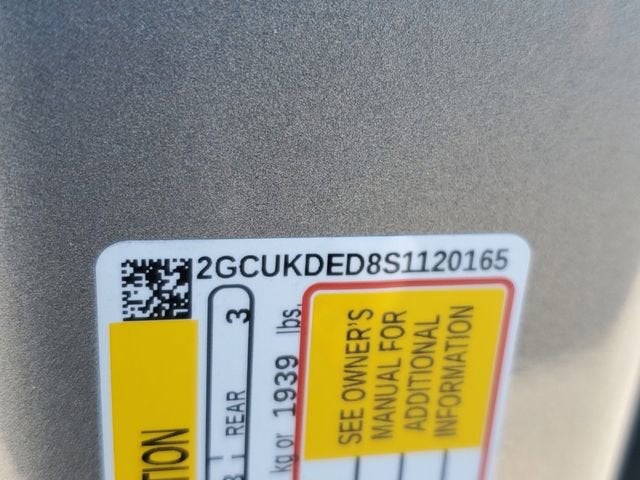 2GCUKDED8S1120165
TION
REAR 3
kg or 1939 lbs.
SEE OWNER'S
MANUAL FOR
ADDITIONAL
INFORMATION